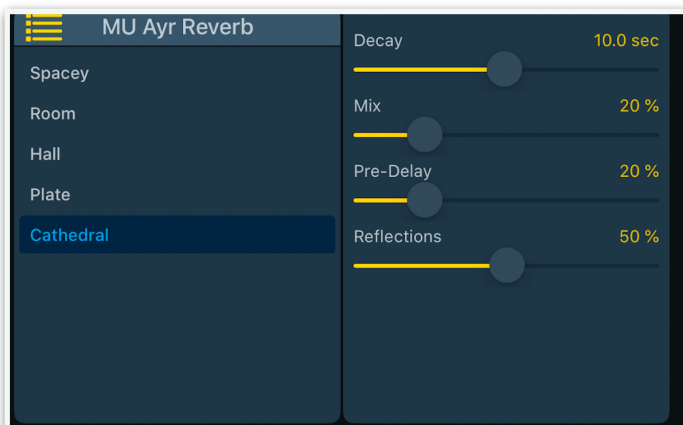 MU Ayr Reverb
Spacey
Room
Hall
Plate
Cathedral
Decay 10.0 sec
Mix 20 %
Pre-Delay 20 %
Reflections 50 %